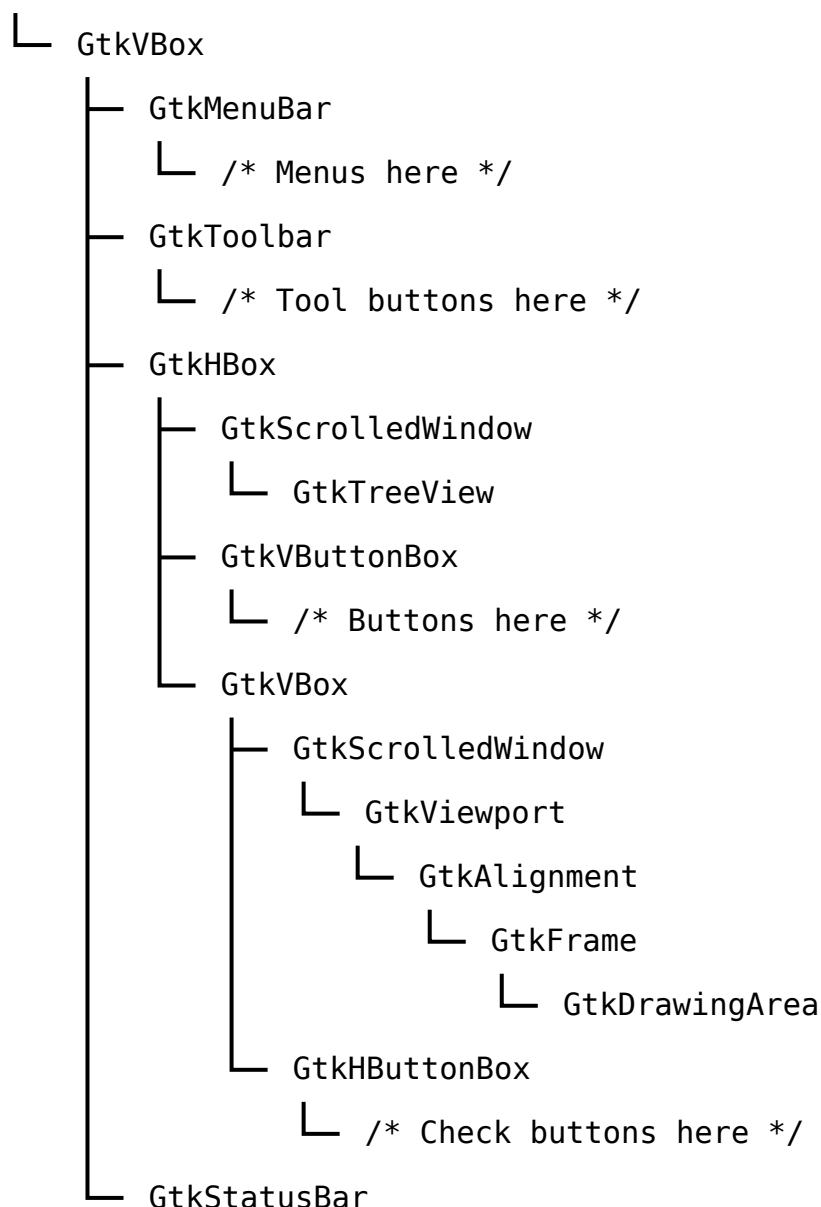 GtkVBox
GtkMenuBar
/* Menus here */
GtkToolbar
/* Tool buttons here */
GtkHBox
GtkScrolledWindow
GtkTreeView
GtkVButtonBox
/* Buttons here */
GtkVBox
GtkScrolledWindow
GtkViewport
GtkAlignment
GtkFrame
GtkDrawingArea
GtkHButtonBox
/* Check buttons here */
GtkStatusBar